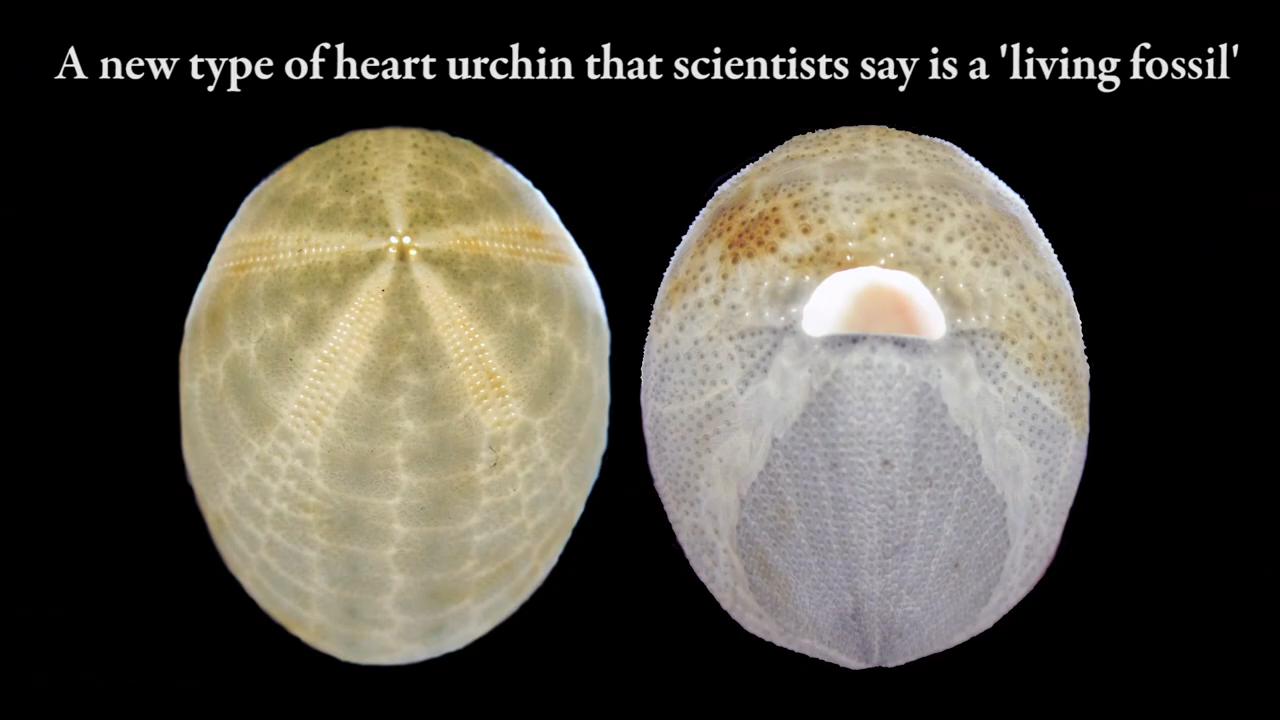 A new type of heart urchin that scientists say is a 'living fossil'